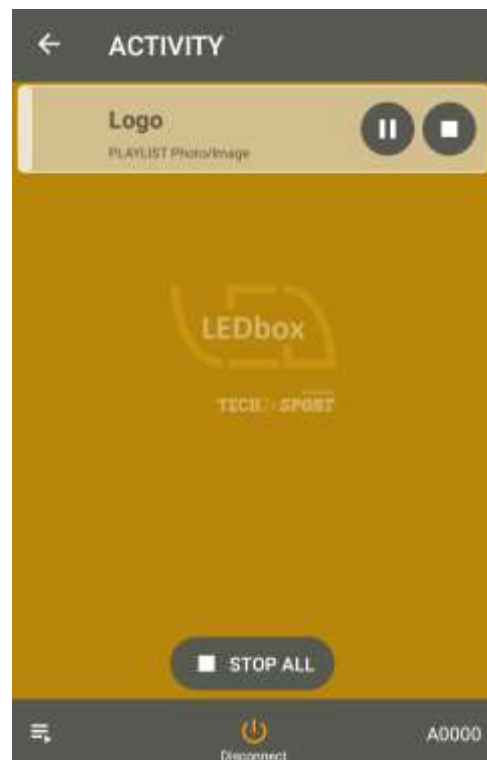 ACTIVITY
Logo
PLAYLIST Photo/Image
LEDbox
TECH SPORT
STOP ALL
A0000
Disconnect